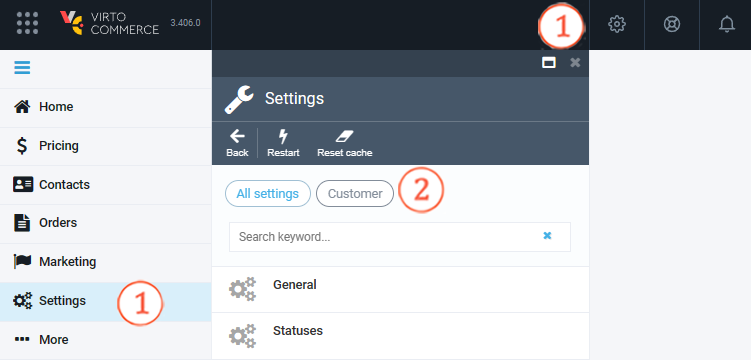 VIRTO
COMMERCE
3.406.0
1
Settings
Back
Restart
Reset cache
All settings
Customer
2
Search keyword...
General
Statuses
Home
Pricing
Contacts
Orders
Marketing
Settings
1
More